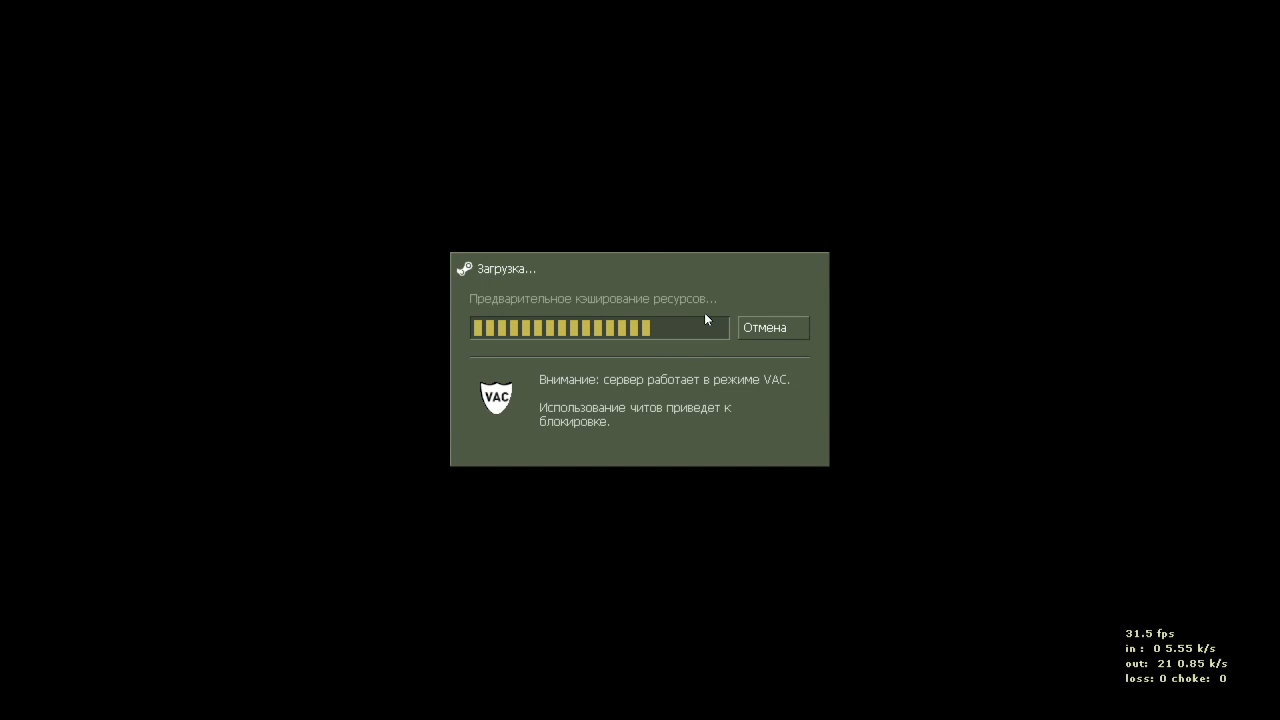 Загрузка...
Предварительное кэширование ресурсов...
Отмена
VAC
Внимание: сервер работает в режиме VAC.
Использование читов приведет к
блокировке.
31.5 fps
in : 0 5.55 k/s
out: 21 0.85 k/s
loss: 0 choke: 0